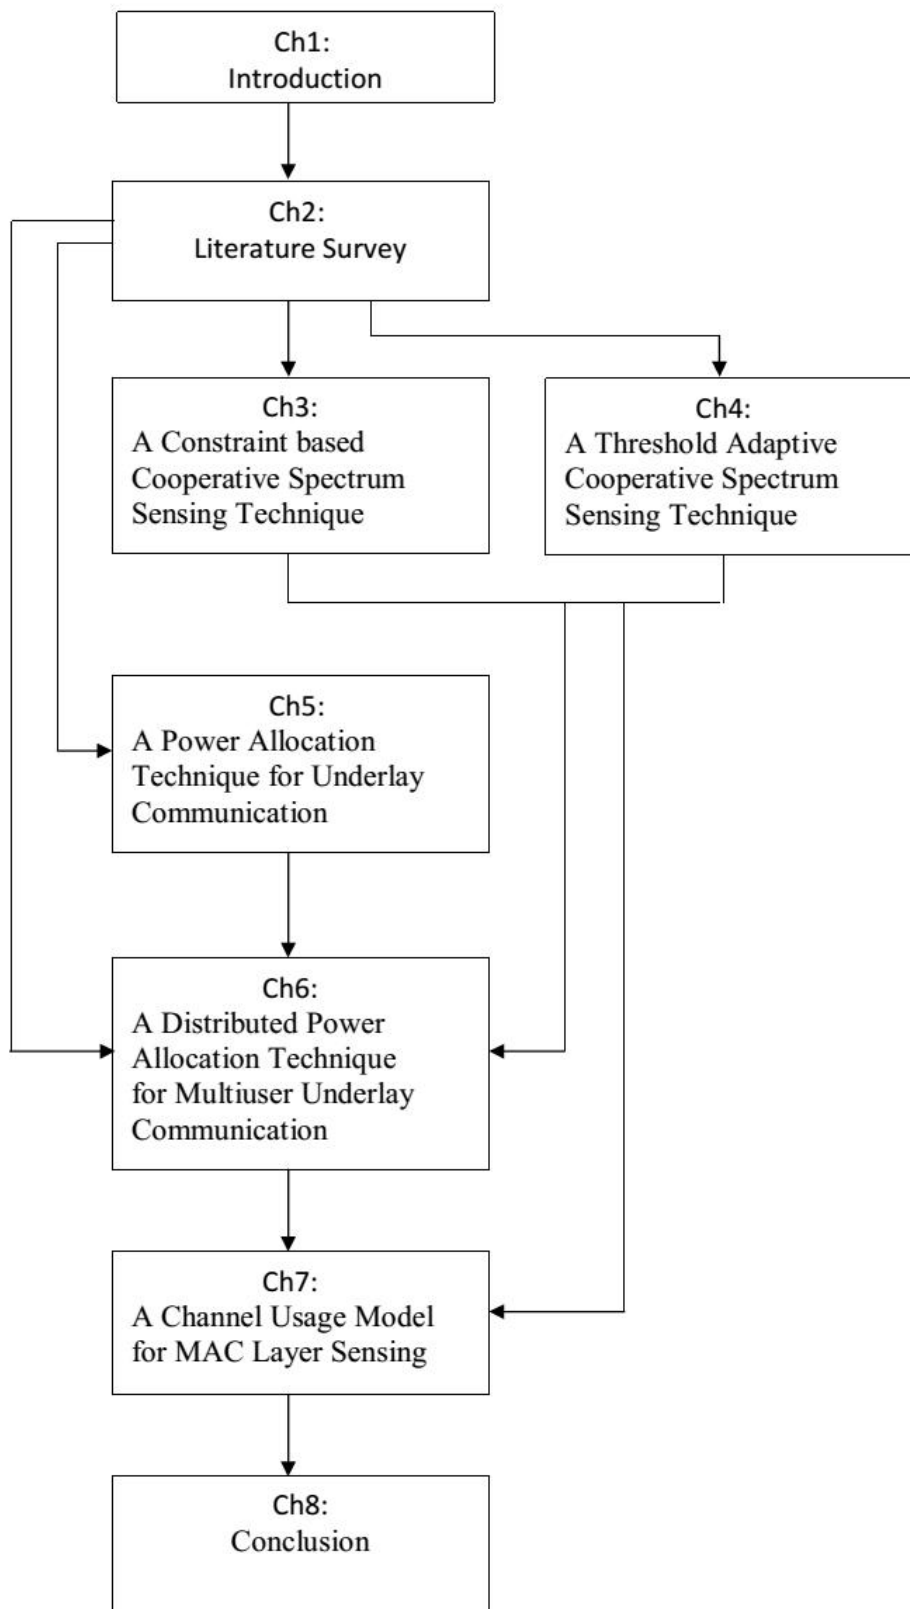 Ch1:
Introduction
Ch2:
Literature Survey
Ch3:
A Constraint based
Cooperative Spectrum
Sensing Technique
Ch4:
A Threshold Adaptive
Cooperative Spectrum
Sensing Technique
Ch5:
A Power Allocation
Technique for Underlay
Communication
Ch6:
A Distributed Power
Allocation Technique
for Multiuser Underlay
Communication
Ch7:
A Channel Usage Model
for MAC Layer Sensing
Ch8:
Conclusion